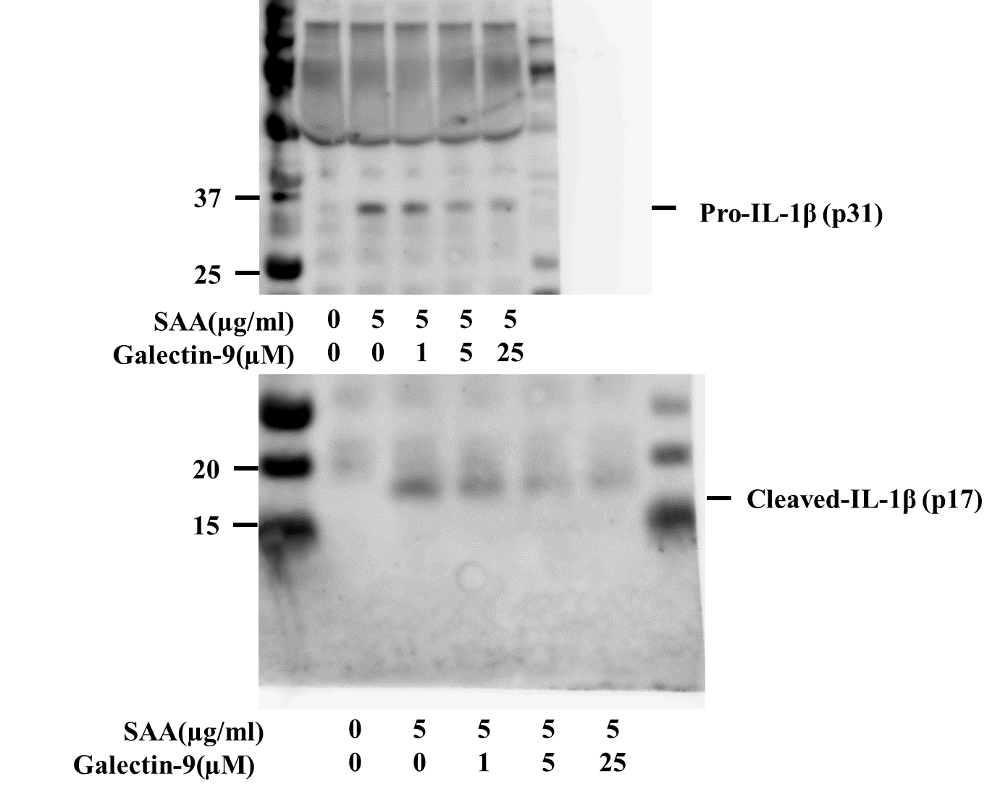 37
Pro-IL-1β (p31)
25
SAA(μg/ml) 0 5 5 5 5
Galectin-9(μM) 0 0 1 5 25
20
Cleaved-IL-1β (p17)
15
SAA(μg/ml) 0 5 5 5 5
Galectin-9(μM) 0 0 1 5 25